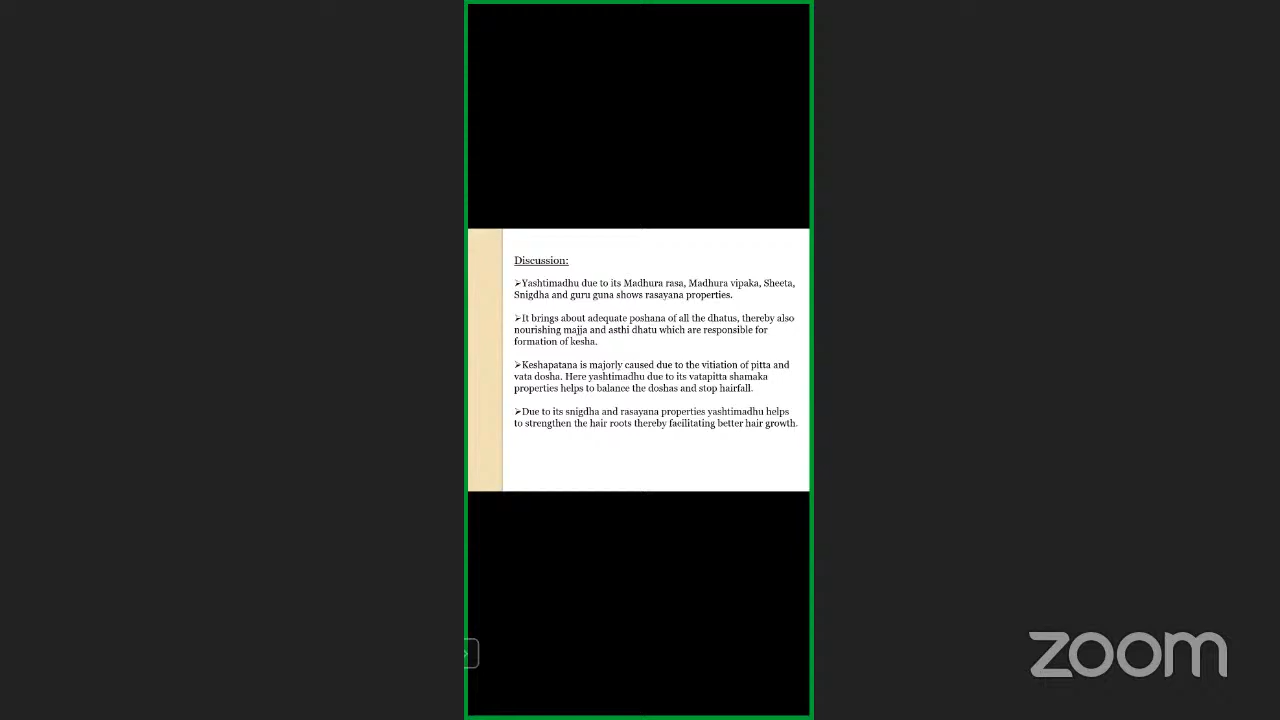 Discussion:
➢Yashtimadhu due to its Madhura rasa, Madhura vipaka, Sheeta,
Snigdha and guru guna shows rasayana properties.
➢It brings about adequate poshana of all the dhatus, thereby also
nourishing majja and asthi dhatu which are responsible for
formation of kesha.
➢Keshapatana is majorly caused due to the vitiation of pitta and
vata dosha. Here yashtimadhu due to its vatapitta shamaka
properties helps to balance the doshas and stop hairfall.
➢Due to its snigdha and rasayana properties yashtimadhu helps
to strengthen the hair roots thereby facilitating better hair growth.
zoom